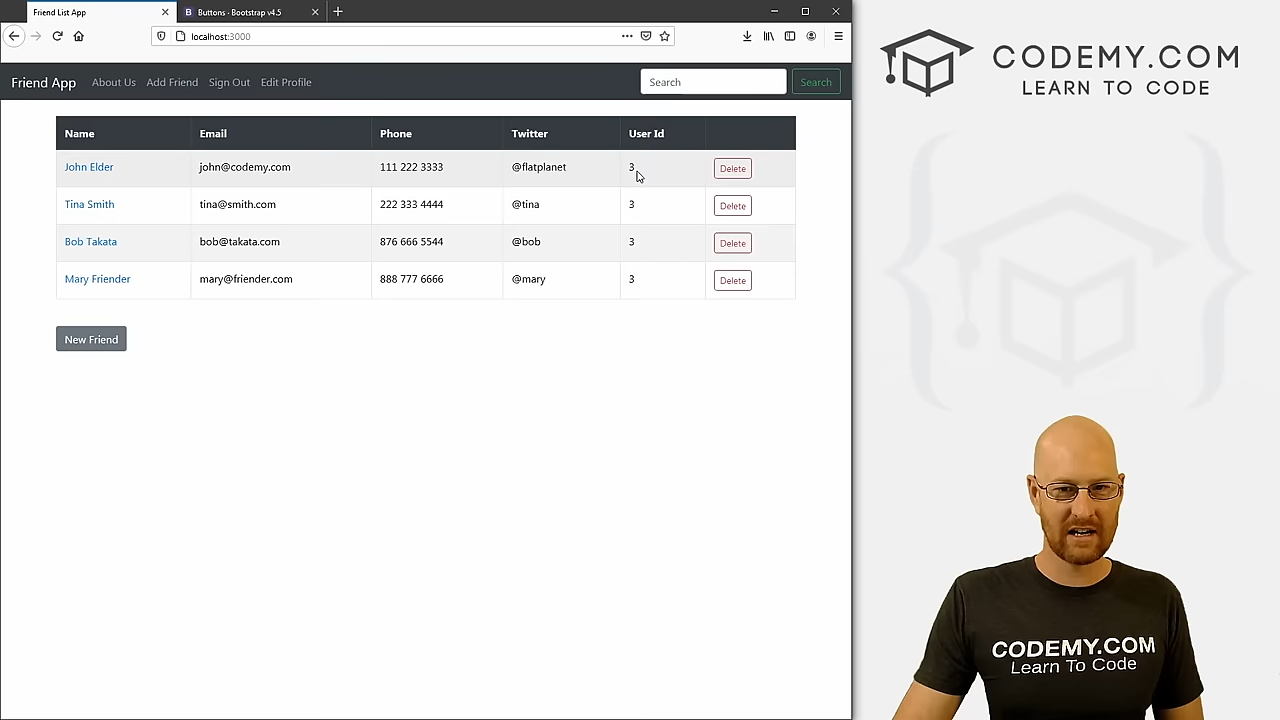 Friend List App
B Buttons - Bootstrap v4.5
localhost:3000
Friend App About Us Add Friend Sign Out Edit Profile Search Search
Name Email Phone Twitter User Id
John Elder john@codemy.com 111 222 3333 @flatplanet 3 Delete
Tina Smith tina@smith.com 222 333 4444 @tina 3 Delete
Bob Takata bob@takata.com 876 666 5544 @bob 3 Delete
Mary Friender mary@friender.com 888 777 6666 @mary 3 Delete
New Friend
CODEMY.COM
LEARN TO CODE
CODEMY.COM
Learn To Code